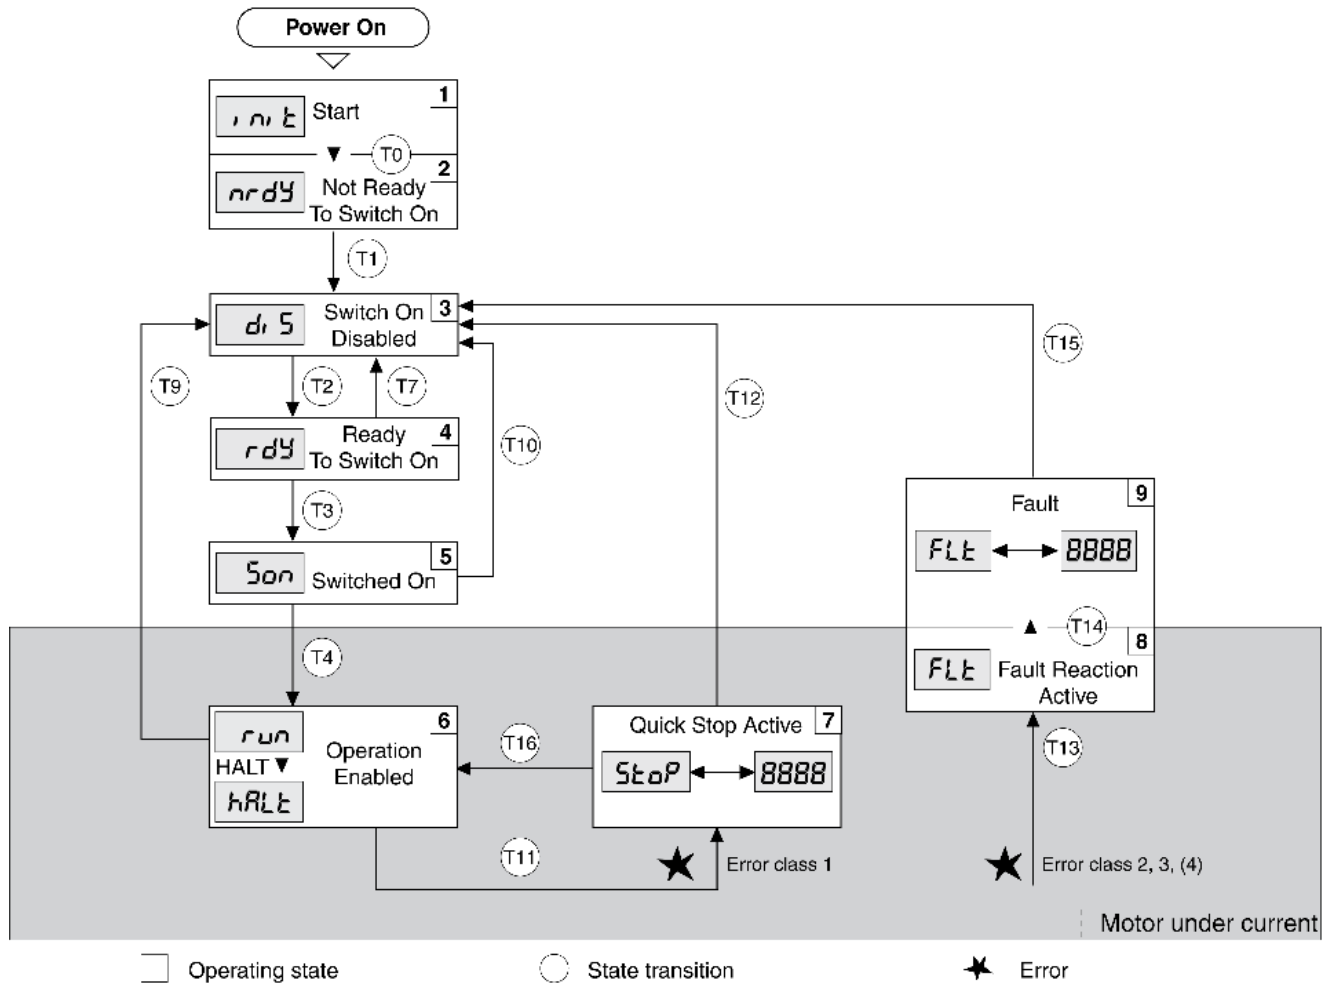 Power On
1
init
Start
T0
2
nrdY
Not Ready
To Switch On
T1
3
diS
Switch On
Disabled
T15
T9
T2
T7
T12
4
rdY
Ready
To Switch On
T10
T3
9
Fault
FLt
8888
5
Son
Switched On
T14
8
FLt
Fault Reaction
Active
T4
6
run
HALT
hALt
Operation
Enabled
T16
Quick Stop Active
7
StoP
8888
T13
T11
Error class 1
Error class 2, 3, (4)
Motor under current
Operating state
State transition
Error